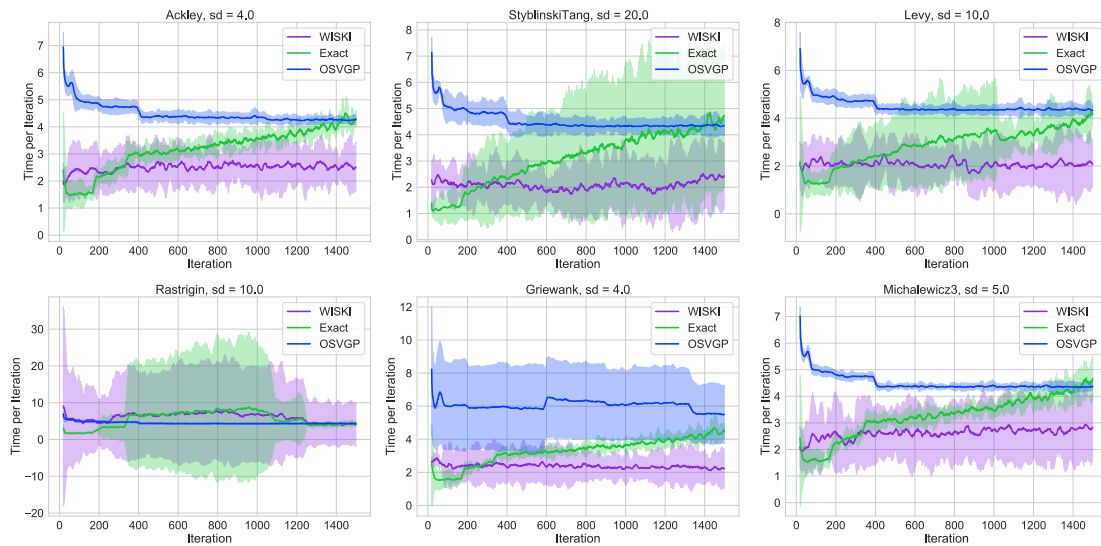 Ackley, sd = 4.0
WISKI
Exact
OSVGP
Time per Iteration
7
6
5
4
3
2
1
0
0 200 400 600 800 1000 1200 1400
Iteration
StyblinskiTang, sd = 20.0
WISKI
Exact
OSVGP
Time per Iteration
8
7
6
5
4
3
2
1
0
0 200 400 600 800 1000 1200 1400
Iteration
Levy, sd = 10.0
WISKI
Exact
OSVGP
Time per Iteration
8
6
4
2
0
0 200 400 600 800 1000 1200 1400
Iteration
Rastrigin, sd = 10.0
WISKI
Exact
OSVGP
Time per Iteration
30
20
10
0
−10
−20
0 200 400 600 800 1000 1200 1400
Iteration
Griewank, sd = 4.0
WISKI
Exact
OSVGP
Time per Iteration
12
10
8
6
4
2
0
0 200 400 600 800 1000 1200 1400
Iteration
Michalewicz3, sd = 5.0
WISKI
Exact
OSVGP
Time per Iteration
7
6
5
4
3
2
1
0
0 200 400 600 800 1000 1200 1400
Iteration